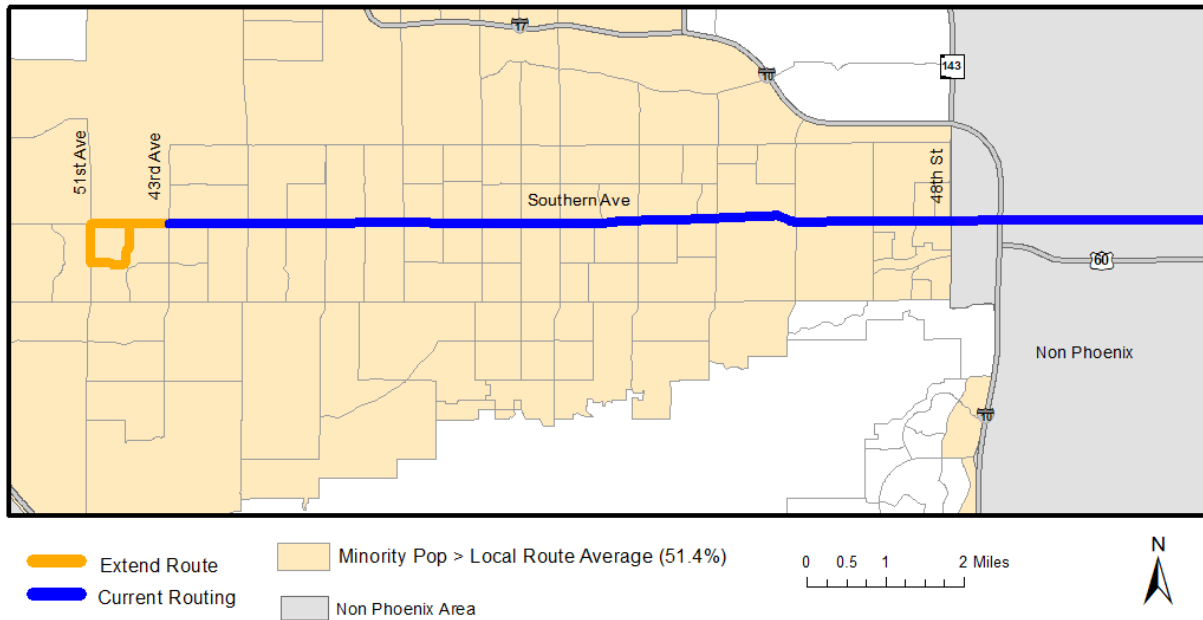 17
10
143
51st Ave
43rd Ave
48th St
Southern Ave
60
Non Phoenix
10
Extend Route
Current Routing
Minority Pop > Local Route Average (51.4%)
Non Phoenix Area
0 0.5 1 2 Miles
N